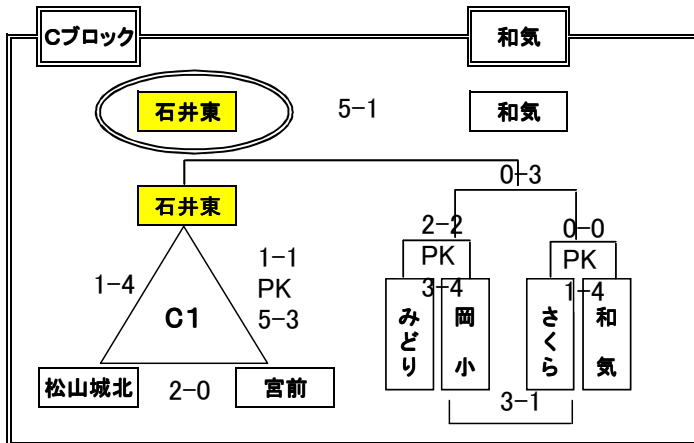 Cブロック
和気
石井東
5-1
和気
0-3
石井東
2-2
0-0
1-4
1-1
PK
5-3
PK
3-4
PK
1-4
C1
みどり
岡小
さくら
和気
松山城北
2-0
宮前
3-1